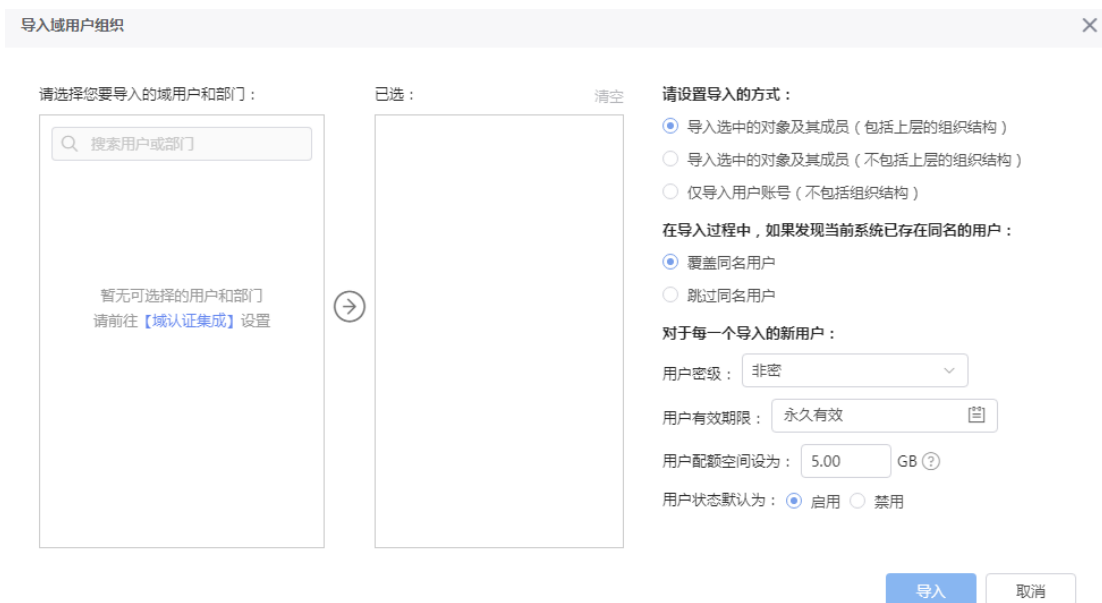 导入域用户组织
请选择您要导入的域用户和部门：
搜索用户或部门
暂无可选择的用户和部门
请前往【域认证集成】设置
已选： 清空
请设置导入的方式：
导入选中的对象及其成员（包括上层的组织结构）
导入选中的对象及其成员（不包括上层的组织结构）
仅导入用户账号（不包括组织结构）
在导入过程中，如果发现当前系统已存在同名的用户：
覆盖同名用户
跳过同名用户
对于每一个导入的新用户：
用户密级： 非密
用户有效期限： 永久有效
用户配额空间设为： 5.00 GB ?
用户状态默认为： 启用 禁用
导入 取消